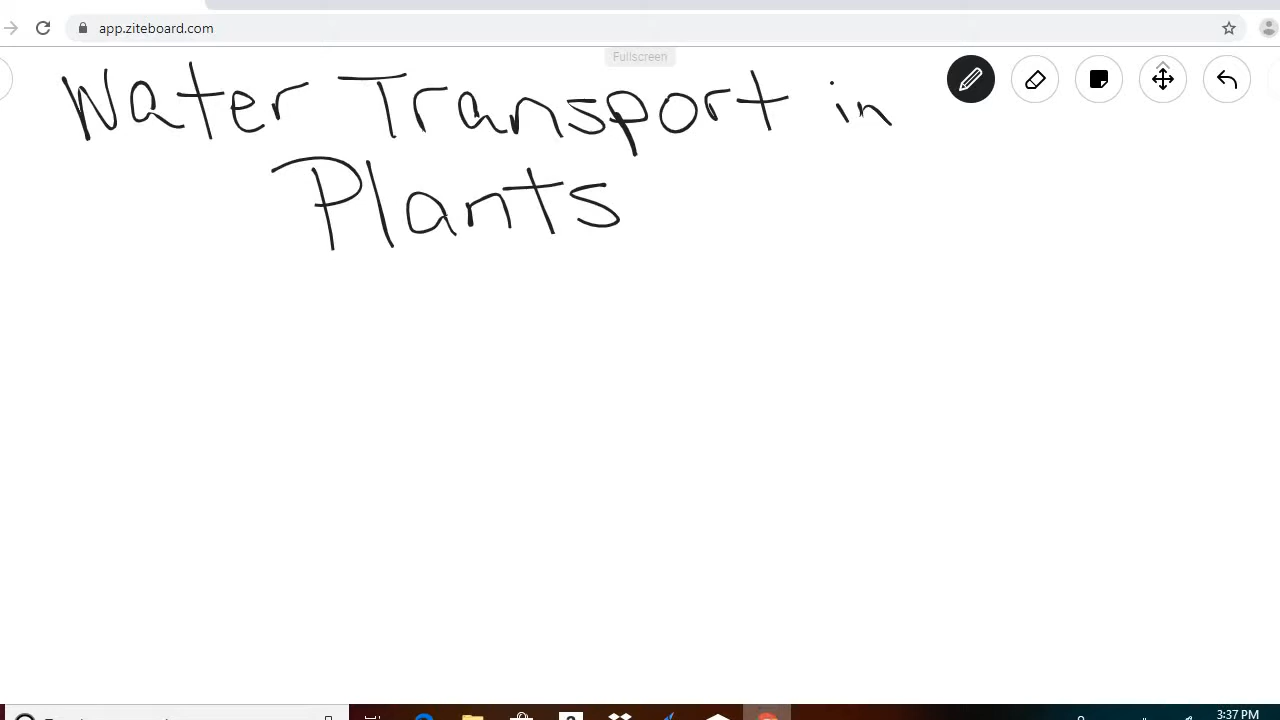 app.ziteboard.com
Fullscreen
Water Transport in
Plants
3:37 PM